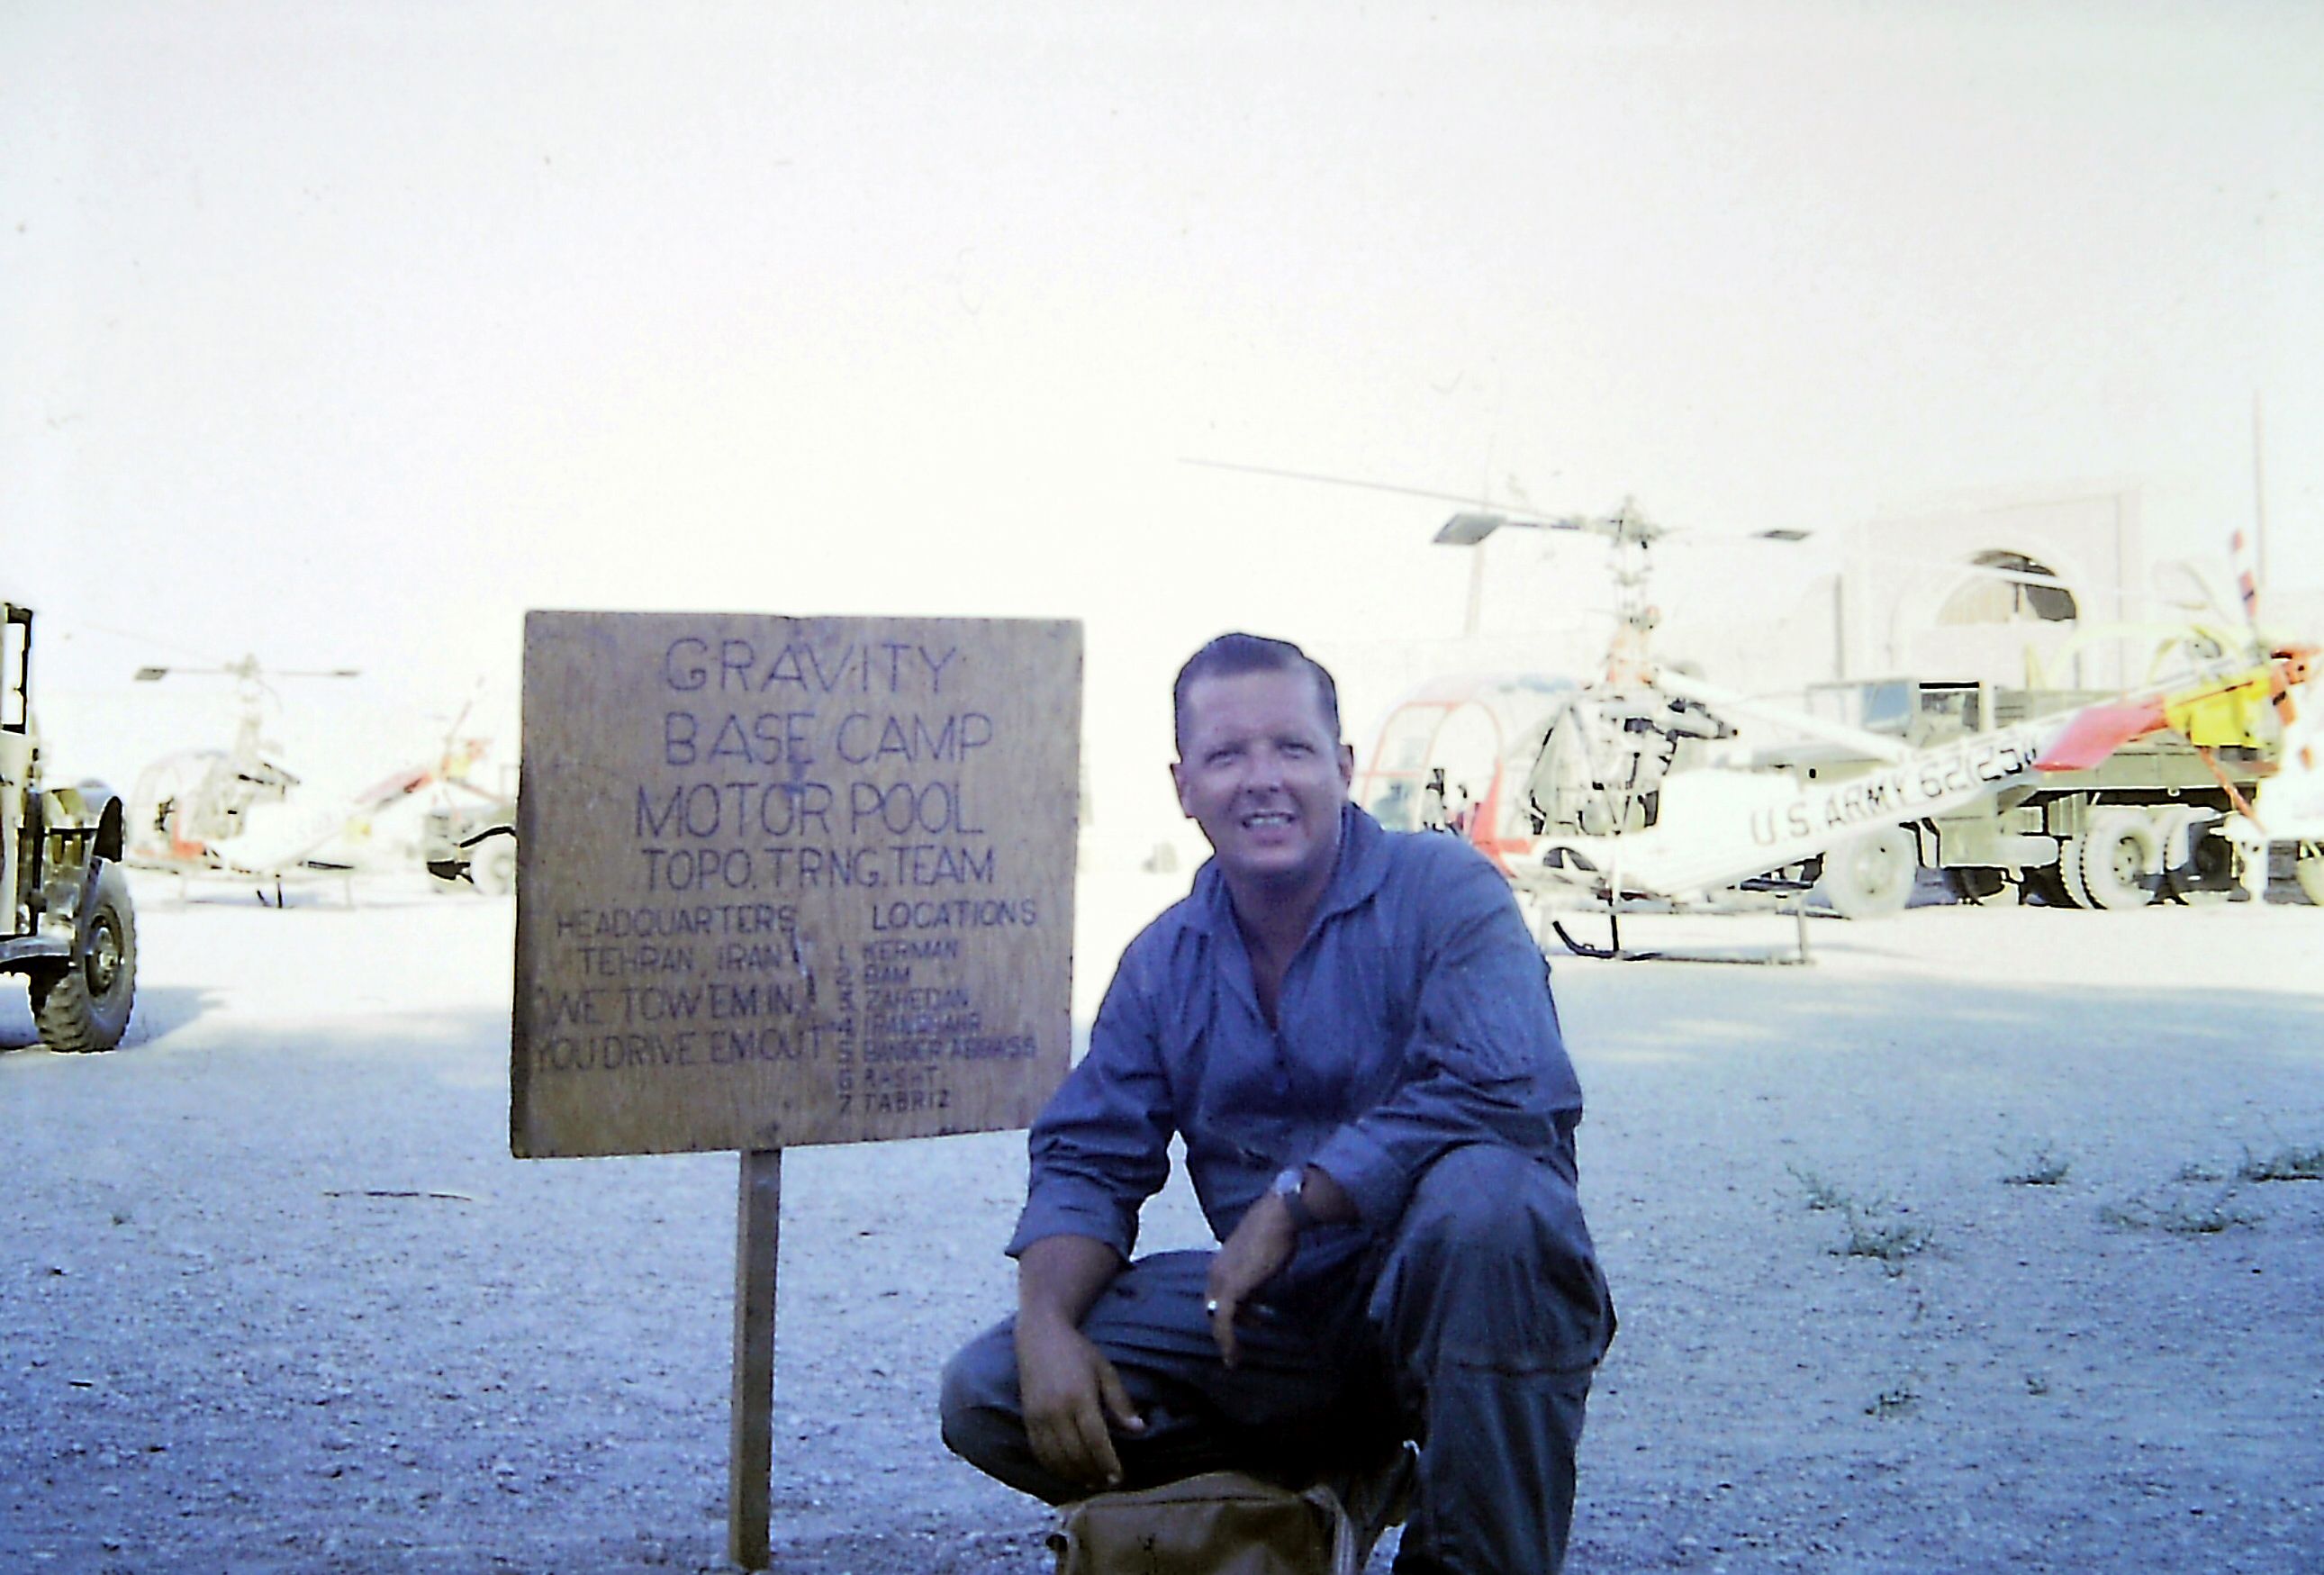 GRAVITY
BASE CAMP
MOTOR POOL
TOPO. TRNG. TEAM
HEADQUARTERS
TEHRAN IRAN
WE TOW EM IN
YOU DRIVE EM OUT
LOCATIONS
1. KERMAN
2 BAM
3 ZAHEDAN
4 IRANSHAHR
5 BANDER ABBASS
6 RASHT
7 TABRIZ
U.S. ARMY